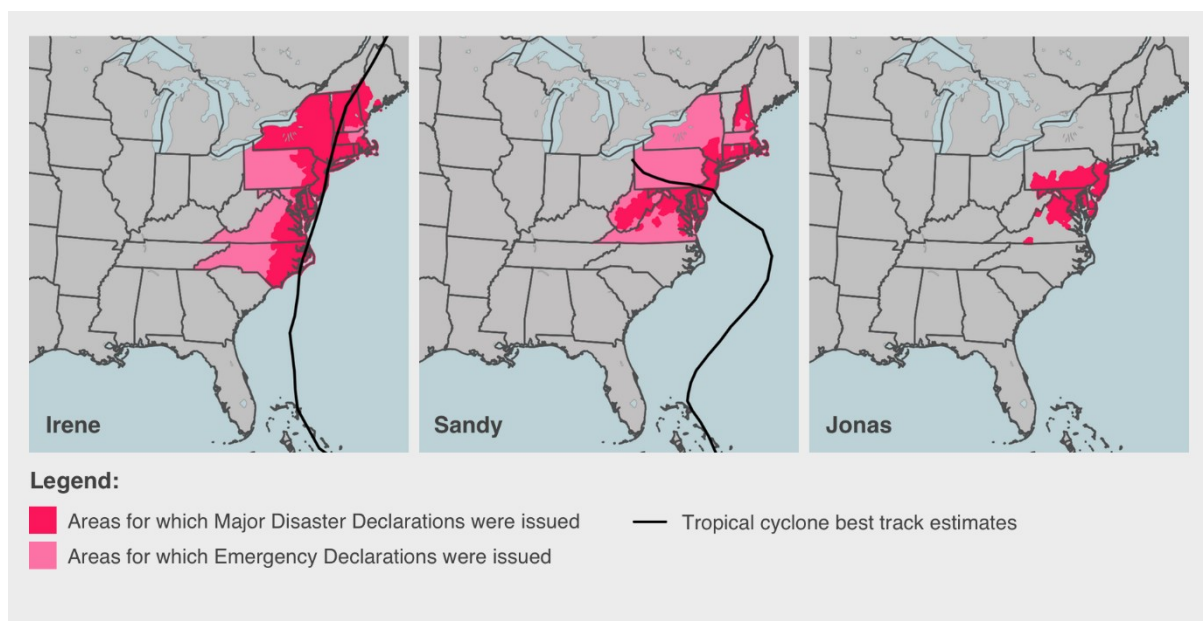 Irene
Sandy
Jonas
Legend:
Areas for which Major Disaster Declarations were issued
Tropical cyclone best track estimates
Areas for which Emergency Declarations were issued